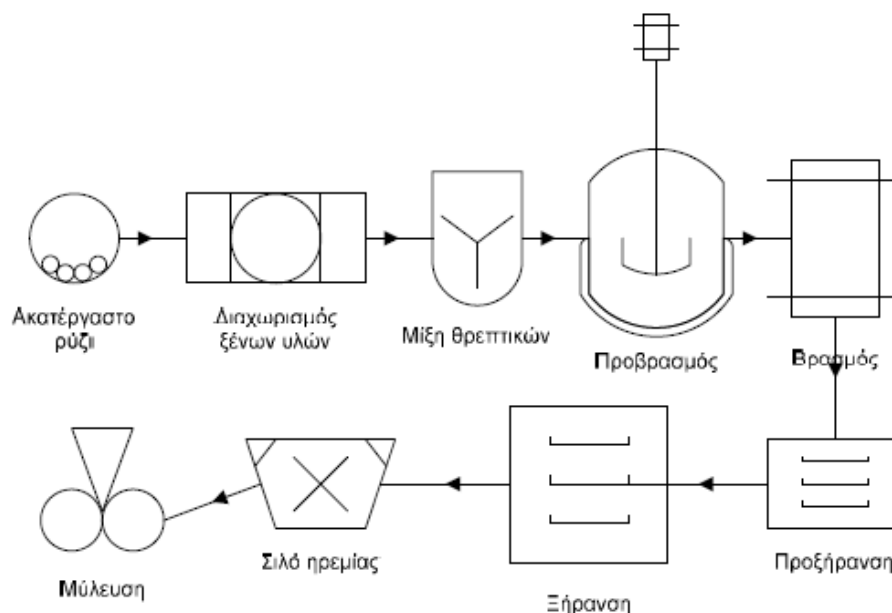 Ακατέργαστο
ρύζι
Διαχωρισμός
ξένων υλών
Μίξη θρεπτικών
Προβρασμός
Βρασμός
Μύλευση
Σιλό ηρεμίας
Ξήρανση
Προξήρανση